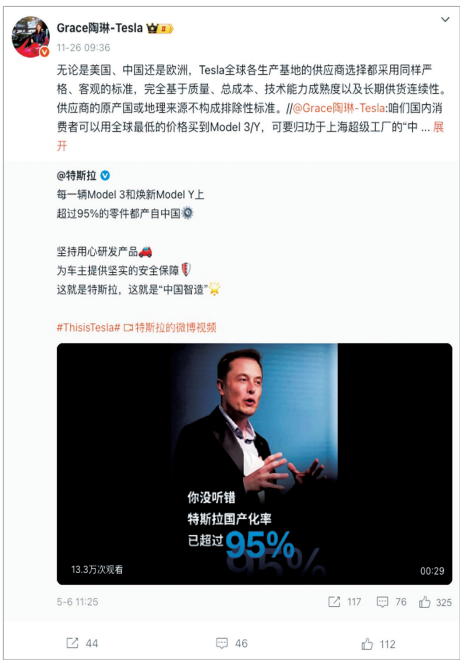 Grace陶琳-Tesla
11-26 09:36
无论是美国、中国还是欧洲，Tesla全球各生产基地的供应商选择都采用同样严
格、客观的标准，完全基于质量、总成本、技术能力成熟度以及长期供货连续性。
供应商的原产国或地理来源不构成排除性标准。//@Grace陶琳-Tesla:咱们国内消
费者可以用全球最低的价格买到Model 3/Y，可要归功于上海超级工厂的“中 ... 展
开
@特斯拉
每一辆Model 3和焕新Model Y上
超过95%的零件都产自中国
坚持用心研发产品
为车主提供坚实的安全保障
这就是特斯拉，这就是“中国智造”
#ThisisTesla# 特斯拉的微博视频
你没听错
特斯拉国产化率
已超过95%
13.3万次观看 00:29
5-6 11:25 117 76 325
44 46 112